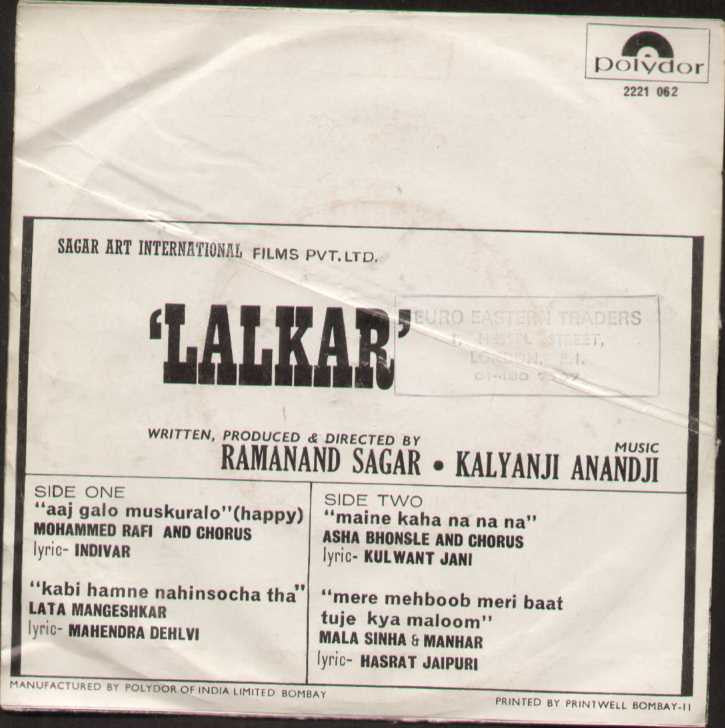 polydor
2221 062
SAGAR ART INTERNATIONAL FILMS PVT. LTD.
'LALKAR'
EURO EASTERN TRADERS
STREET,
LONDON, E.1.
WRITTEN, PRODUCED & DIRECTED BY
RAMANAND SAGAR •
MUSIC
KALYANJI ANANDJI
SIDE ONE
"aaj galo muskuralo" (happy)
MOHAMMED RAFI AND CHORUS
lyric- INDIVAR
"kabi hamne nahinsocha tha"
LATA MANGESHKAR
lyric- MAHENDRA DEHLVI
SIDE TWO
"maine kaha na na na"
ASHA BHONSLE AND CHORUS
lyric- KULWANT JANI
"mere mehboob meri baat
tuje kya maloom"
MALA SINHA & MANHAR
lyric- HASRAT JAIPURI
MANUFACTURED BY POLYDOR OF INDIA LIMITED BOMBAY
PRINTED BY PRINTWELL BOMBAY-11